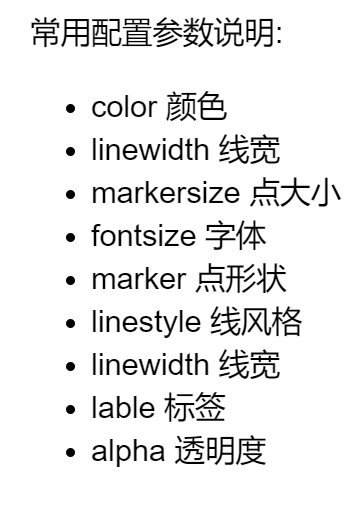 常用配置参数说明:
• color 颜色
• linewidth 线宽
• markersize 点大小
• fontsize 字体
• marker 点形状
• linestyle 线风格
• linewidth 线宽
• lable 标签
• alpha 透明度